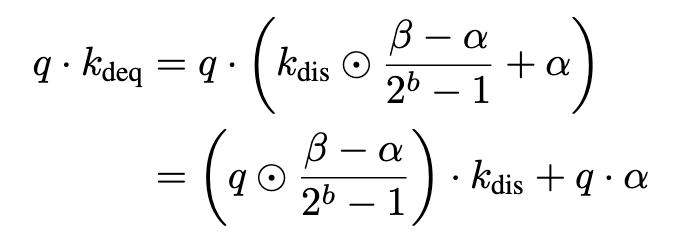 q · k_deq = q · ( k_dis ⊙ (β − α) / (2^b − 1) + α )
= ( q ⊙ (β − α) / (2^b − 1) ) · k_dis + q · α